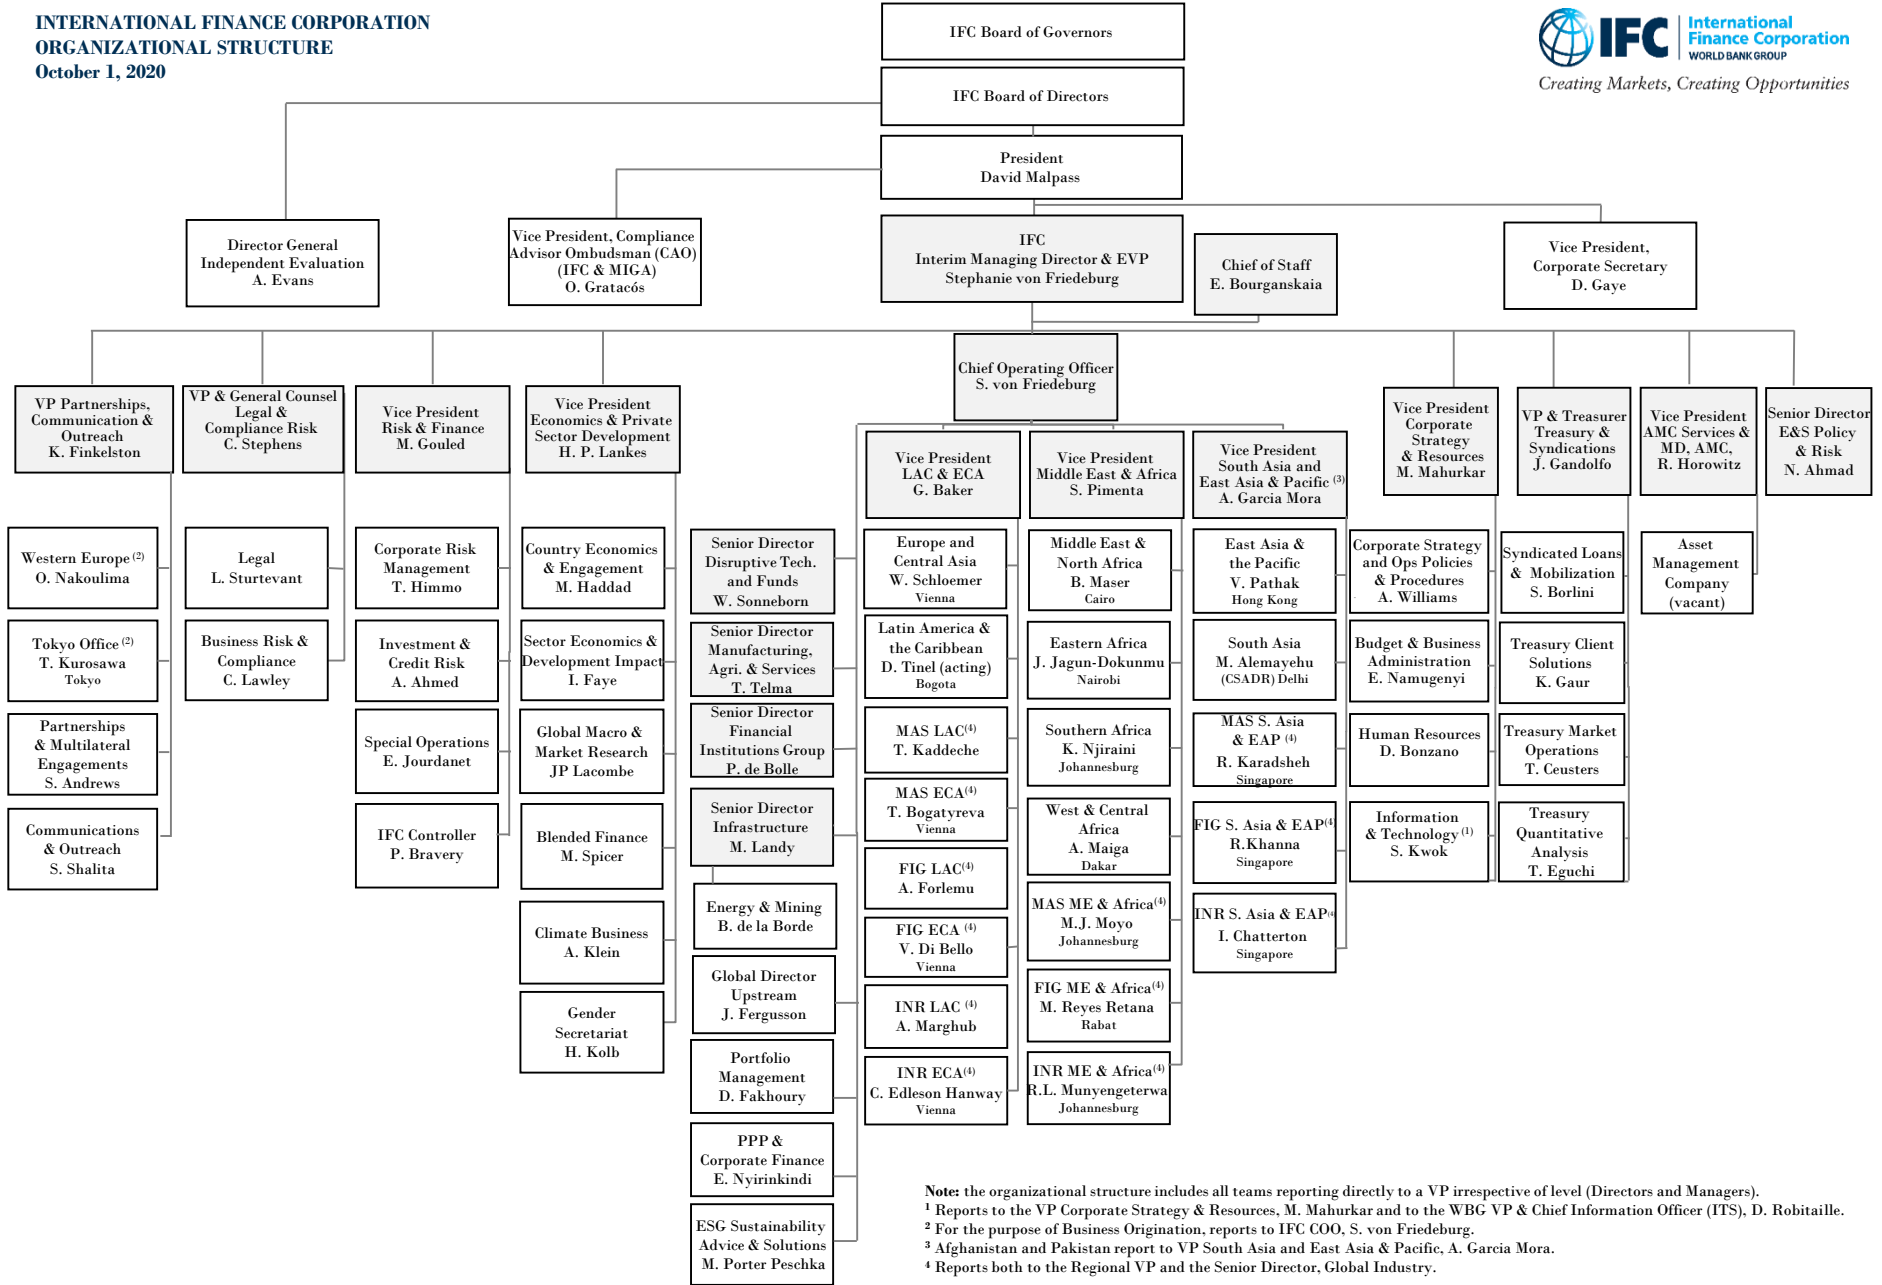 INTERNATIONAL FINANCE CORPORATION
ORGANIZATIONAL STRUCTURE
October 1, 2020
IFC
International
Finance Corporation
WORLD BANK GROUP
Creating Markets, Creating Opportunities
IFC Board of Governors
IFC Board of Directors
President
David Malpass
Director General
Independent Evaluation
A. Evans
Vice President, Compliance
Advisor Ombudsman (CAO)
(IFC & MIGA)
O. Gratacós
IFC
Interim Managing Director & EVP
Stephanie von Friedeburg
Chief of Staff
E. Bourganskaia
Vice President,
Corporate Secretary
D. Gaye
Chief Operating Officer
S. von Friedeburg
VP Partnerships,
Communication &
Outreach
K. Finkelston
VP & General Counsel
Legal &
Compliance Risk
C. Stephens
Vice President
Risk & Finance
M. Gouled
Vice President
Economics & Private
Sector Development
H. P. Lankes
Vice President
LAC & ECA
G. Baker
Vice President
Middle East & Africa
S. Pimenta
Vice President
South Asia and
East Asia & Pacific (3)
A. Garcia Mora
Vice President
Corporate
Strategy
& Resources
M. Mahurkar
VP & Treasurer
Treasury &
Syndications
J. Gandolfo
Vice President
AMC Services &
MD, AMC,
R. Horowitz
Senior Director
E&S Policy
& Risk
N. Ahmad
Western Europe (2)
O. Nakoulima
Tokyo Office (2)
T. Kurosawa
Tokyo
Partnerships
& Multilateral
Engagements
S. Andrews
Communications
& Outreach
S. Shalita
Legal
L. Sturtevant
Business Risk &
Compliance
C. Lawley
Corporate Risk
Management
T. Himmo
Investment &
Credit Risk
A. Ahmed
Special Operations
E. Jourdanet
IFC Controller
P. Bravery
Country Economics
& Engagement
M. Haddad
Sector Economics &
Development Impact
I. Faye
Global Macro &
Market Research
JP Lacombe
Blended Finance
M. Spicer
Climate Business
A. Klein
Gender
Secretariat
H. Kolb
Senior Director
Disruptive Tech.
and Funds
W. Sonneborn
Senior Director
Manufacturing,
Agri. & Services
T. Telma
Senior Director
Financial
Institutions Group
P. de Bolle
Senior Director
Infrastructure
M. Landy
Energy & Mining
B. de la Borde
Global Director
Upstream
J. Fergusson
Portfolio
Management
D. Fakhoury
PPP &
Corporate Finance
E. Nyirinkindi
ESG Sustainability
Advice & Solutions
M. Porter Peschka
Europe and
Central Asia
W. Schloemer
Vienna
Latin America &
the Caribbean
D. Tinel (acting)
Bogota
MAS LAC(4)
T. Kaddeche
MAS ECA(4)
T. Bogatyreva
Vienna
FIG LAC(4)
A. Forlemu
FIG ECA (4)
V. Di Bello
Vienna
INR LAC (4)
A. Marghub
INR ECA(4)
C. Edleson Hanway
Vienna
Middle East &
North Africa
B. Maser
Cairo
Eastern Africa
J. Jagun-Dokunmu
Nairobi
Southern Africa
K. Njiraini
Johannesburg
West & Central
Africa
A. Maiga
Dakar
MAS ME & Africa(4)
M.J. Moyo
Johannesburg
FIG ME & Africa(4)
M. Reyes Retana
Rabat
INR ME & Africa(4)
R.L. Munyengeterwa
Johannesburg
East Asia &
the Pacific
V. Pathak
Hong Kong
South Asia
M. Alemayehu
(CSADR) Delhi
MAS S. Asia
& EAP (4)
R. Karadsheh
Singapore
FIG S. Asia & EAP(4)
R.Khanna
Singapore
INR S. Asia & EAP(4)
I. Chatterton
Singapore
Corporate Strategy
and Ops Policies
& Procedures
A. Williams
Budget & Business
Administration
E. Namugenyi
Human Resources
D. Bonzano
Information
& Technology (1)
S. Kwok
Syndicated Loans
& Mobilization
S. Borlini
Treasury Client
Solutions
K. Gaur
Treasury Market
Operations
T. Ceusters
Treasury
Quantitative
Analysis
T. Eguchi
Asset
Management
Company
(vacant)
Note: the organizational structure includes all teams reporting directly to a VP irrespective of level (Directors and Managers).
1 Reports to the VP Corporate Strategy & Resources, M. Mahurkar and to the WBG VP & Chief Information Officer (ITS), D. Robitaille.
2 For the purpose of Business Origination, reports to IFC COO, S. von Friedeburg.
3 Afghanistan and Pakistan report to VP South Asia and East Asia & Pacific, A. Garcia Mora.
4 Reports both to the Regional VP and the Senior Director, Global Industry.